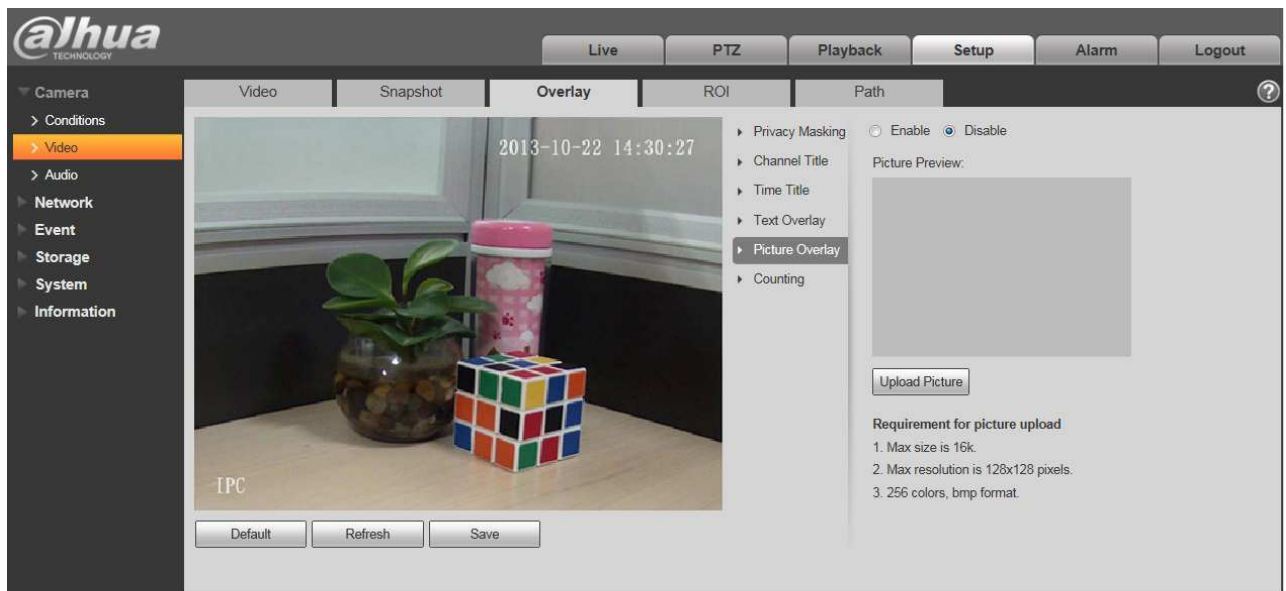 alhua
TECHNOLOGY
Live PTZ Playback Setup Alarm Logout
Camera
Conditions
Video
Audio
Network
Event
Storage
System
Information
Video Snapshot Overlay ROI Path
?
2013-10-22 14:30:27
IPC
Default Refresh Save
Privacy Masking
Channel Title
Time Title
Text Overlay
Picture Overlay
Counting
Enable Disable
Picture Preview:
Upload Picture
Requirement for picture upload
1. Max size is 16k.
2. Max resolution is 128x128 pixels.
3. 256 colors, bmp format.